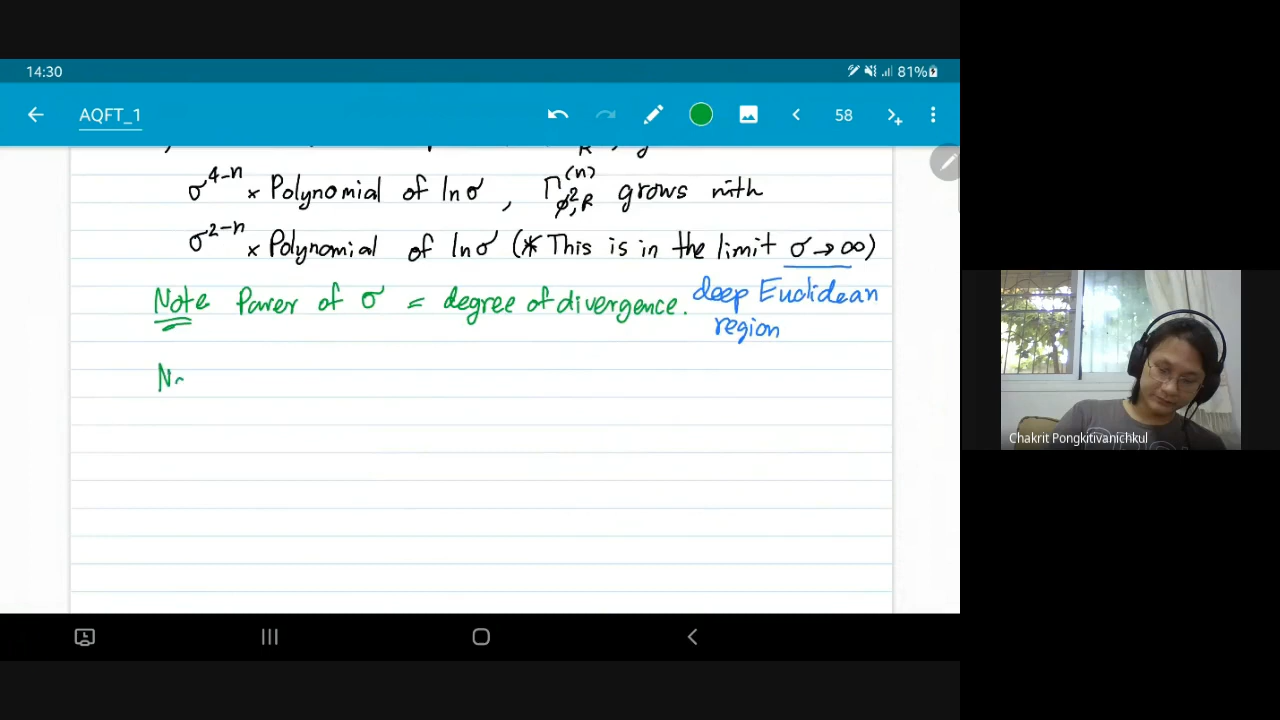 14:30
81%
AQFT_1
58
σ^{4-n} × Polynomial of ln σ , Γ^{(n)}_{φ²,R} grows with
σ^{2-n} × Polynomial of ln σ (* This is in the limit σ → ∞)
Note Power of σ = degree of divergence. deep Euclidean
region
Chakrit Pongkitivanichkul